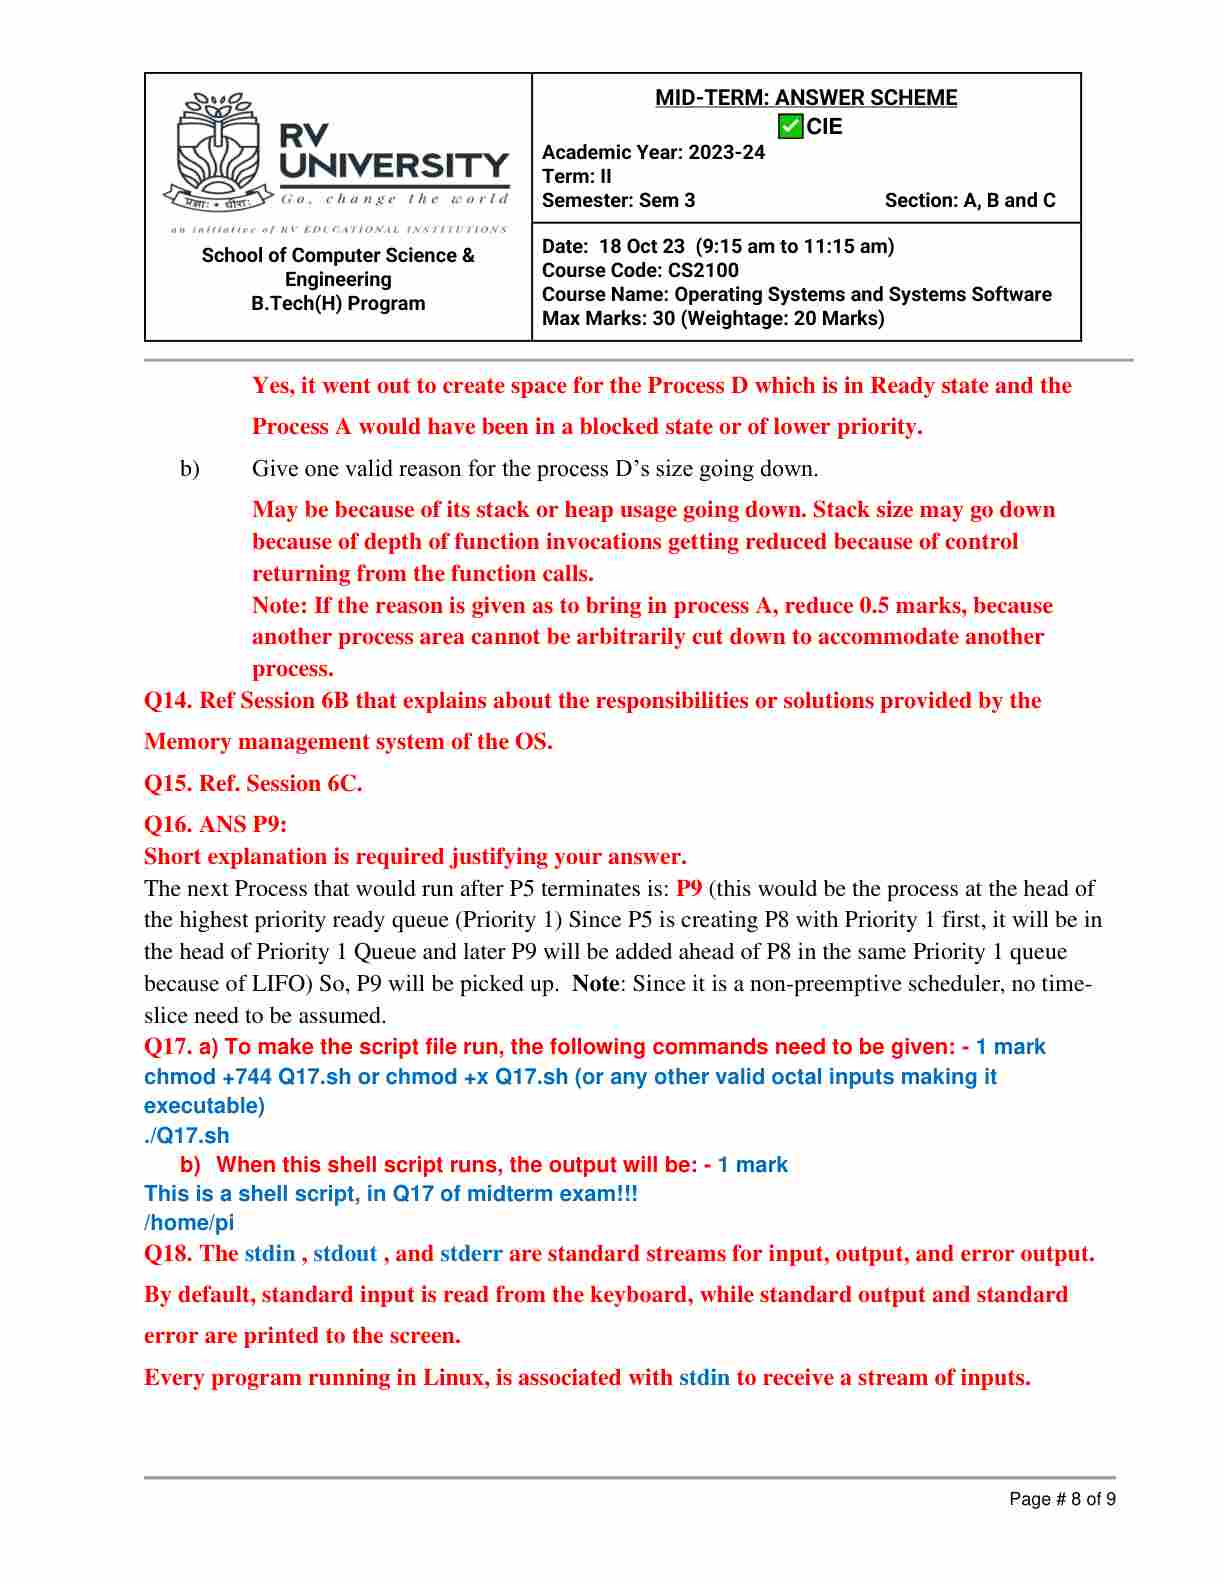 प्रज्ञाः धीराः
RV
UNIVERSITY
Go, change the world
an initiative of RV EDUCATIONAL INSTITUTIONS
School of Computer Science &
Engineering
B.Tech(H) Program
MID-TERM: ANSWER SCHEME
✅CIE
Academic Year: 2023-24
Term: II
Semester: Sem 3 Section: A, B and C
Date: 18 Oct 23 (9:15 am to 11:15 am)
Course Code: CS2100
Course Name: Operating Systems and Systems Software
Max Marks: 30 (Weightage: 20 Marks)
Yes, it went out to create space for the Process D which is in Ready state and the
Process A would have been in a blocked state or of lower priority.
b) Give one valid reason for the process D’s size going down.
May be because of its stack or heap usage going down. Stack size may go down
because of depth of function invocations getting reduced because of control
returning from the function calls.
Note: If the reason is given as to bring in process A, reduce 0.5 marks, because
another process area cannot be arbitrarily cut down to accommodate another
process.
Q14. Ref Session 6B that explains about the responsibilities or solutions provided by the
Memory management system of the OS.
Q15. Ref. Session 6C.
Q16. ANS P9:
Short explanation is required justifying your answer.
The next Process that would run after P5 terminates is: P9 (this would be the process at the head of
the highest priority ready queue (Priority 1) Since P5 is creating P8 with Priority 1 first, it will be in
the head of Priority 1 Queue and later P9 will be added ahead of P8 in the same Priority 1 queue
because of LIFO) So, P9 will be picked up. Note: Since it is a non-preemptive scheduler, no time-
slice need to be assumed.
Q17. a) To make the script file run, the following commands need to be given: - 1 mark
chmod +744 Q17.sh or chmod +x Q17.sh (or any other valid octal inputs making it
executable)
./Q17.sh
b) When this shell script runs, the output will be: - 1 mark
This is a shell script, in Q17 of midterm exam!!!
/home/pi
Q18. The stdin , stdout , and stderr are standard streams for input, output, and error output.
By default, standard input is read from the keyboard, while standard output and standard
error are printed to the screen.
Every program running in Linux, is associated with stdin to receive a stream of inputs.
Page # 8 of 9